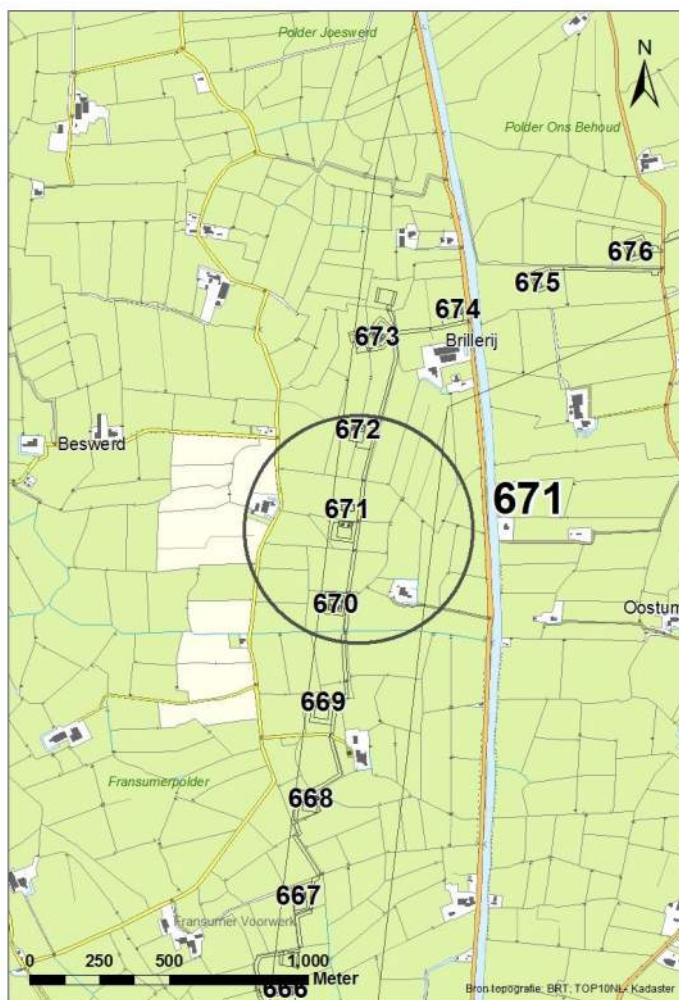 Polder Joeswerd
N
Polder Ons Behoud
676
675
674
673
Brillerij
672
Beswerd
671
671
670
Oostum
669
Fransumerpolder
668
667
Fransumer Voorwerk
0 250 500 1,000
Meter
666
Bron topografie: BRT, TOP10NL- Kadaster